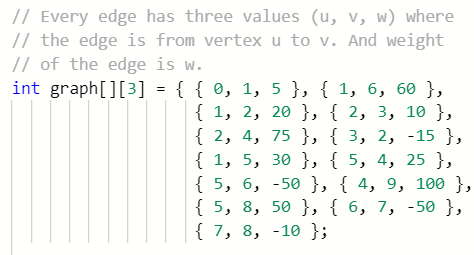 // Every edge has three values (u, v, w) where
// the edge is from vertex u to v. And weight
// of the edge is w.
int graph[][3] = { { 0, 1, 5 }, { 1, 6, 60 },
{ 1, 2, 20 }, { 2, 3, 10 },
{ 2, 4, 75 }, { 3, 2, -15 },
{ 1, 5, 30 }, { 5, 4, 25 },
{ 5, 6, -50 }, { 4, 9, 100 },
{ 5, 8, 50 }, { 6, 7, -50 },
{ 7, 8, -10 };